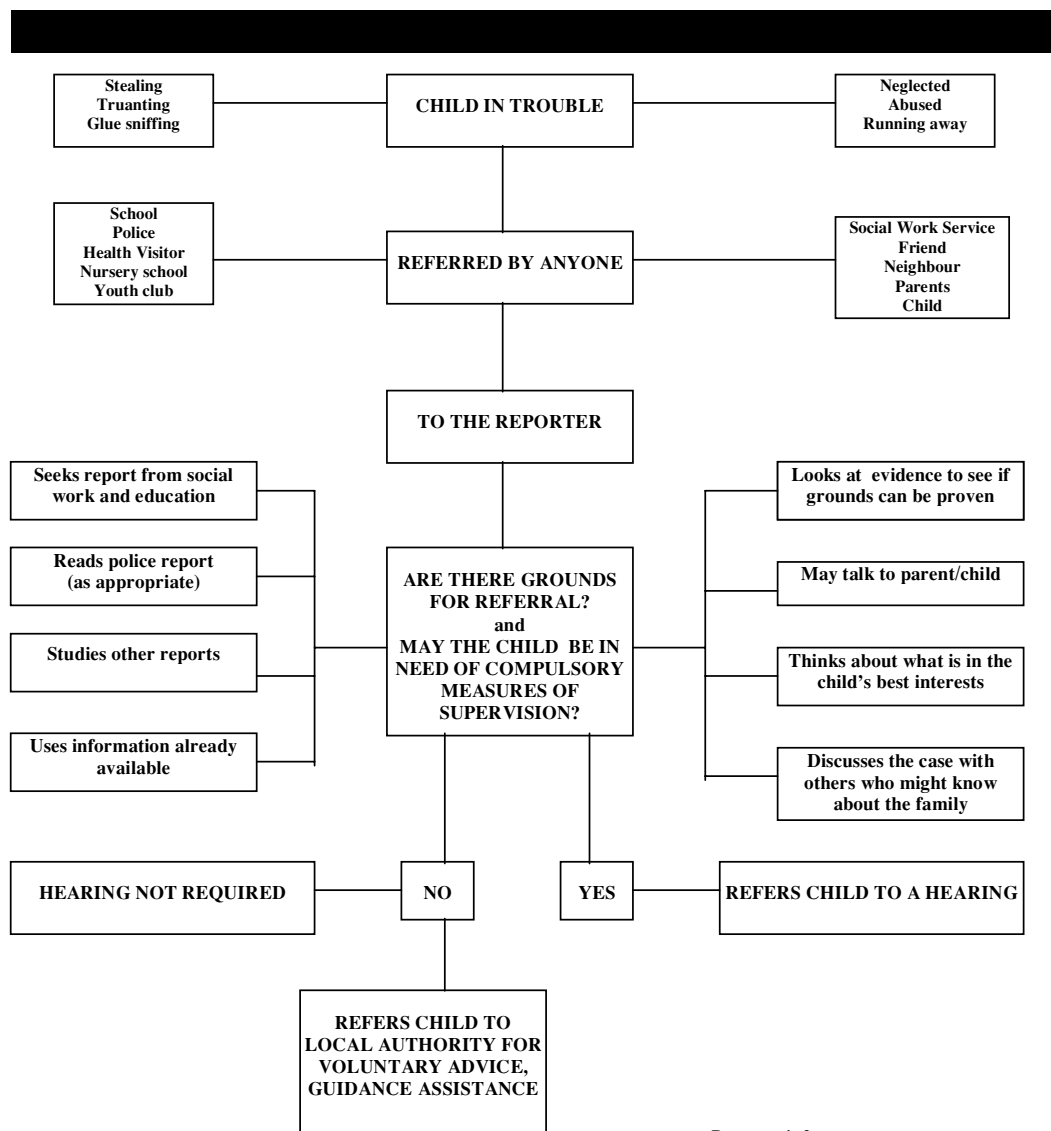 Stealing
Truanting
Glue sniffing
CHILD IN TROUBLE
Neglected
Abused
Running away
School
Police
Health Visitor
Nursery school
Youth club
REFERRED BY ANYONE
Social Work Service
Friend
Neighbour
Parents
Child
TO THE REPORTER
Seeks report from social
work and education
Reads police report
(as appropriate)
Studies other reports
Uses information already
available
ARE THERE GROUNDS
FOR REFERRAL?
and
MAY THE CHILD BE IN
NEED OF COMPULSORY
MEASURES OF
SUPERVISION?
Looks at evidence to see if
grounds can be proven
May talk to parent/child
Thinks about what is in the
child's best interests
Discusses the case with
others who might know
about the family
HEARING NOT REQUIRED
NO
YES
REFERS CHILD TO A HEARING
REFERS CHILD TO
LOCAL AUTHORITY FOR
VOLUNTARY ADVICE,
GUIDANCE ASSISTANCE